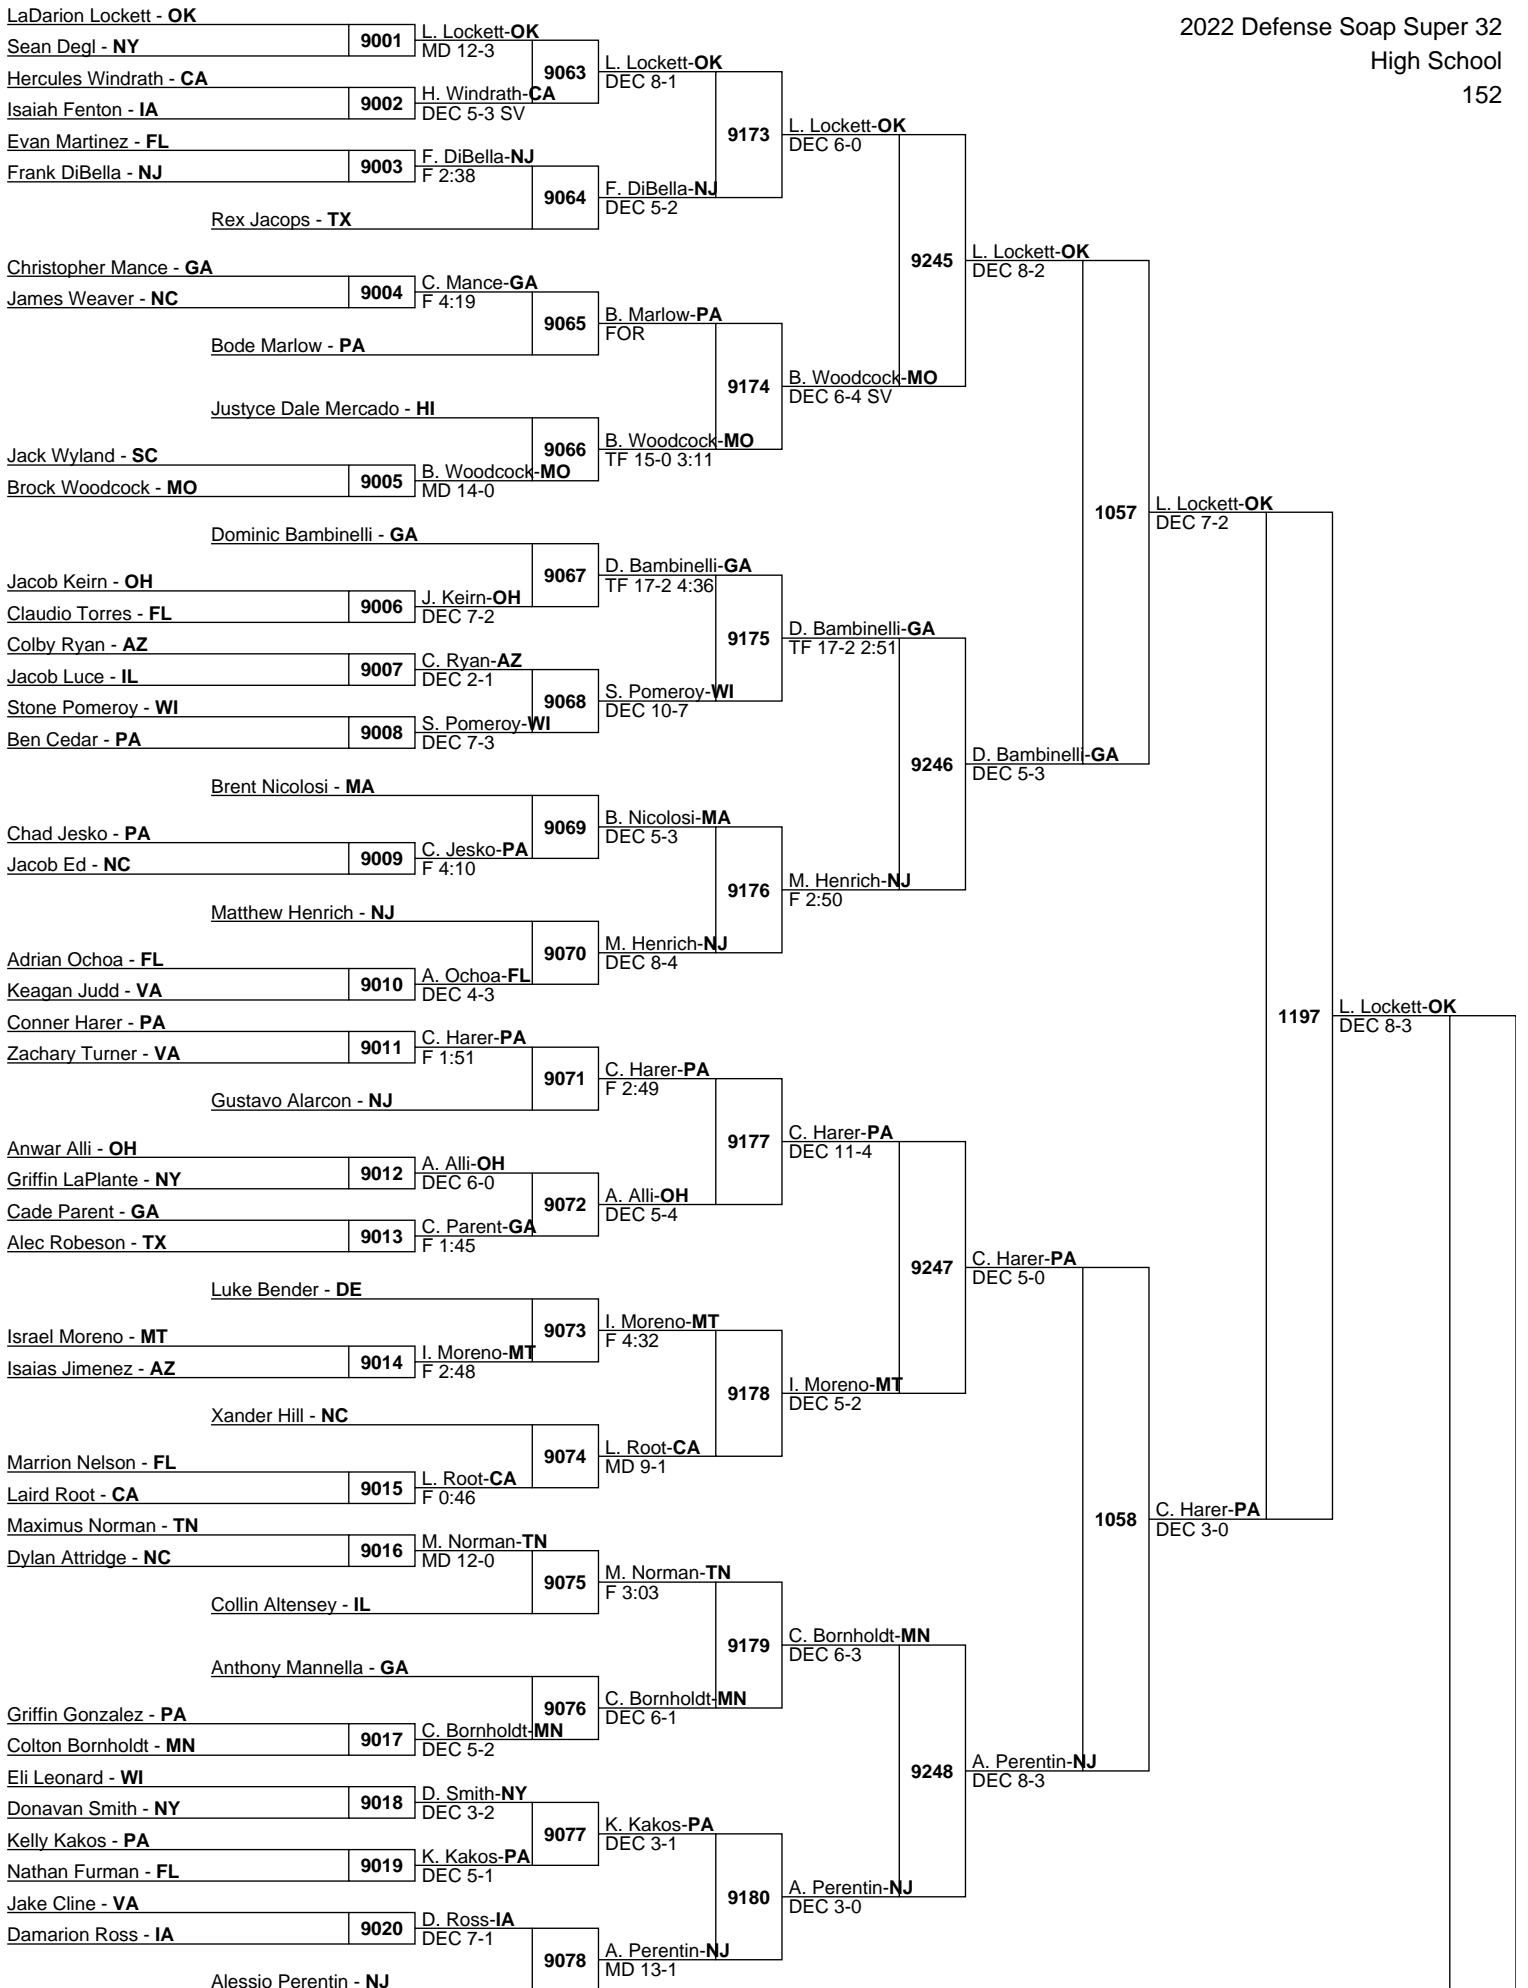 2022 Defense Soap Super 32
High School
152
LaDarion Lockett - OK
Sean Degl - NY
9001
L. Lockett-OK
MD 12-3
Hercules Windrath - CA
Isaiah Fenton - IA
9002
H. Windrath-CA
DEC 5-3 SV
9063
L. Lockett-OK
DEC 8-1
Evan Martinez - FL
Frank DiBella - NJ
9003
F. DiBella-NJ
F 2:38
Rex Jacops - TX
9064
F. DiBella-NJ
DEC 5-2
9173
L. Lockett-OK
DEC 6-0
Christopher Mance - GA
James Weaver - NC
9004
C. Mance-GA
F 4:19
Bode Marlow - PA
9065
B. Marlow-PA
FOR
Justyce Dale Mercado - HI
Jack Wyland - SC
Brock Woodcock - MO
9005
B. Woodcock-MO
MD 14-0
9066
B. Woodcock-MO
TF 15-0 3:11
9174
B. Woodcock-MO
DEC 6-4 SV
9245
L. Lockett-OK
DEC 8-2
Dominic Bambinelli - GA
Jacob Keirn - OH
Claudio Torres - FL
9006
J. Keirn-OH
DEC 7-2
9067
D. Bambinelli-GA
TF 17-2 4:36
Colby Ryan - AZ
Jacob Luce - IL
9007
C. Ryan-AZ
DEC 2-1
Stone Pomeroy - WI
Ben Cedar - PA
9008
S. Pomeroy-WI
DEC 7-3
9068
S. Pomeroy-WI
DEC 10-7
9175
D. Bambinelli-GA
TF 17-2 2:51
Brent Nicolosi - MA
Chad Jesko - PA
Jacob Ed - NC
9009
C. Jesko-PA
F 4:10
9069
B. Nicolosi-MA
DEC 5-3
Matthew Henrich - NJ
Adrian Ochoa - FL
Keagan Judd - VA
9010
A. Ochoa-FL
DEC 4-3
9070
M. Henrich-NJ
DEC 8-4
9176
M. Henrich-NJ
F 2:50
9246
D. Bambinelli-GA
DEC 5-3
1057
L. Lockett-OK
DEC 7-2
Conner Harer - PA
Zachary Turner - VA
9011
C. Harer-PA
F 1:51
Gustavo Alarcon - NJ
9071
C. Harer-PA
F 2:49
Anwar Alli - OH
Griffin LaPlante - NY
9012
A. Alli-OH
DEC 6-0
Cade Parent - GA
Alec Robeson - TX
9013
C. Parent-GA
F 1:45
9072
A. Alli-OH
DEC 5-4
9177
C. Harer-PA
DEC 11-4
Luke Bender - DE
Israel Moreno - MT
Isaias Jimenez - AZ
9014
I. Moreno-MT
F 2:48
9073
I. Moreno-MT
F 4:32
Xander Hill - NC
Marrion Nelson - FL
Laird Root - CA
9015
L. Root-CA
F 0:46
9074
L. Root-CA
MD 9-1
9178
I. Moreno-MT
DEC 5-2
9247
C. Harer-PA
DEC 5-0
Maximus Norman - TN
Dylan Attridge - NC
9016
M. Norman-TN
MD 12-0
Collin Altensey - IL
9075
M. Norman-TN
F 3:03
Anthony Mannella - GA
Griffin Gonzalez - PA
Colton Bornholdt - MN
9017
C. Bornholdt-MN
DEC 5-2
9076
C. Bornholdt-MN
DEC 6-1
9179
C. Bornholdt-MN
DEC 6-3
Eli Leonard - WI
Donavan Smith - NY
9018
D. Smith-NY
DEC 3-2
Kelly Kakos - PA
Nathan Furman - FL
9019
K. Kakos-PA
DEC 5-1
9077
K. Kakos-PA
DEC 3-1
Jake Cline - VA
Damarion Ross - IA
9020
D. Ross-IA
DEC 7-1
Alessio Perentin - NJ
9078
A. Perentin-NJ
MD 13-1
9180
A. Perentin-NJ
DEC 3-0
9248
A. Perentin-NJ
DEC 8-3
1058
C. Harer-PA
DEC 3-0
1197
L. Lockett-OK
DEC 8-3